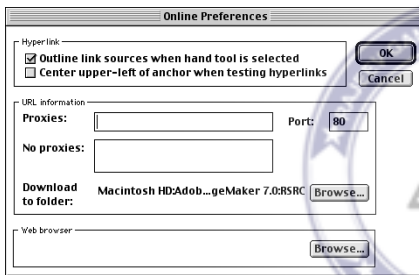 Online Preferences
Hyperlink
Outline link sources when hand tool is selected
Center upper-left of anchor when testing hyperlinks
OK
Cancel
URL information
Proxies:
Port: 80
No proxies:
Download
to folder:
Macintosh HD:Adob...geMaker 7.0:RSRC
Browse...
Web browser
Browse...